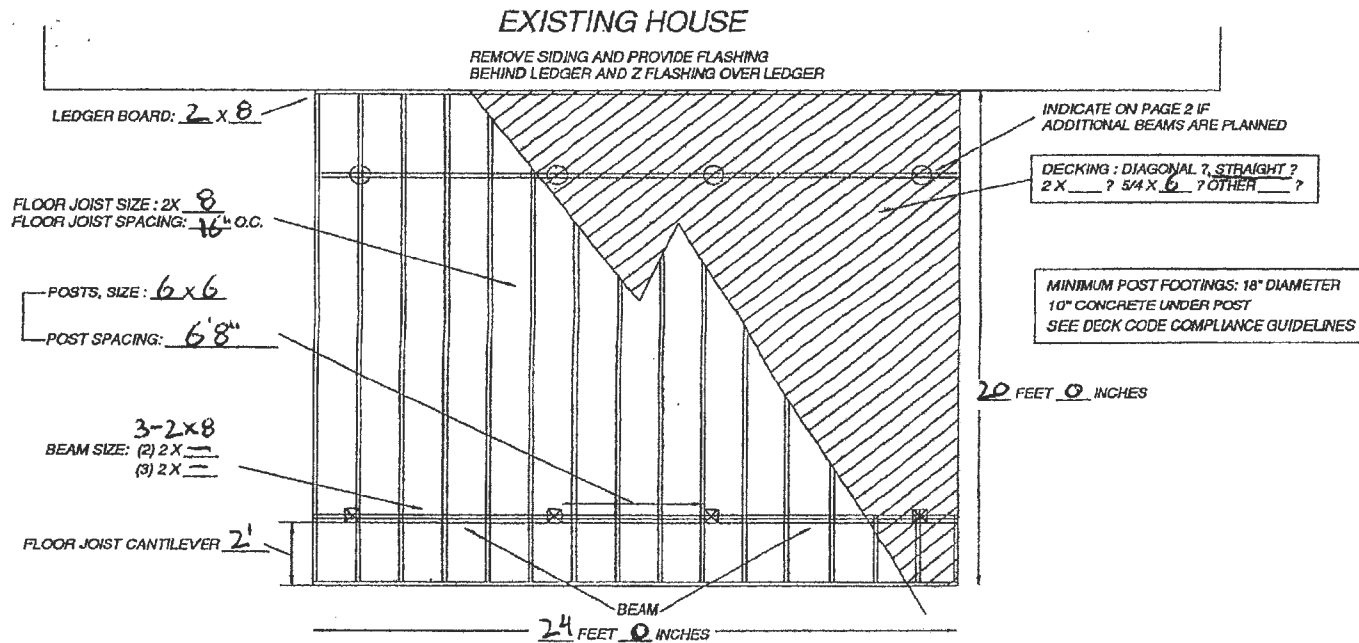 EXISTING HOUSE
REMOVE SIDING AND PROVIDE FLASHING
BEHIND LEDGER AND Z FLASHING OVER LEDGER
LEDGER BOARD: 2 X 8
INDICATE ON PAGE 2 IF
ADDITIONAL BEAMS ARE PLANNED
DECKING : DIAGONAL ?, STRAIGHT ?
2 X ___ ? 5/4 X 6 ? OTHER ___ ?
FLOOR JOIST SIZE : 2X 8
FLOOR JOIST SPACING: 16" O.C.
POSTS, SIZE : 6 X 6
POST SPACING: 6'8"
MINIMUM POST FOOTINGS: 18" DIAMETER
10" CONCRETE UNDER POST
SEE DECK CODE COMPLIANCE GUIDELINES
20 FEET 0 INCHES
3-2x8
BEAM SIZE: (2) 2 X —
(3) 2 X —
FLOOR JOIST CANTILEVER 2'
BEAM
24 FEET 0 INCHES